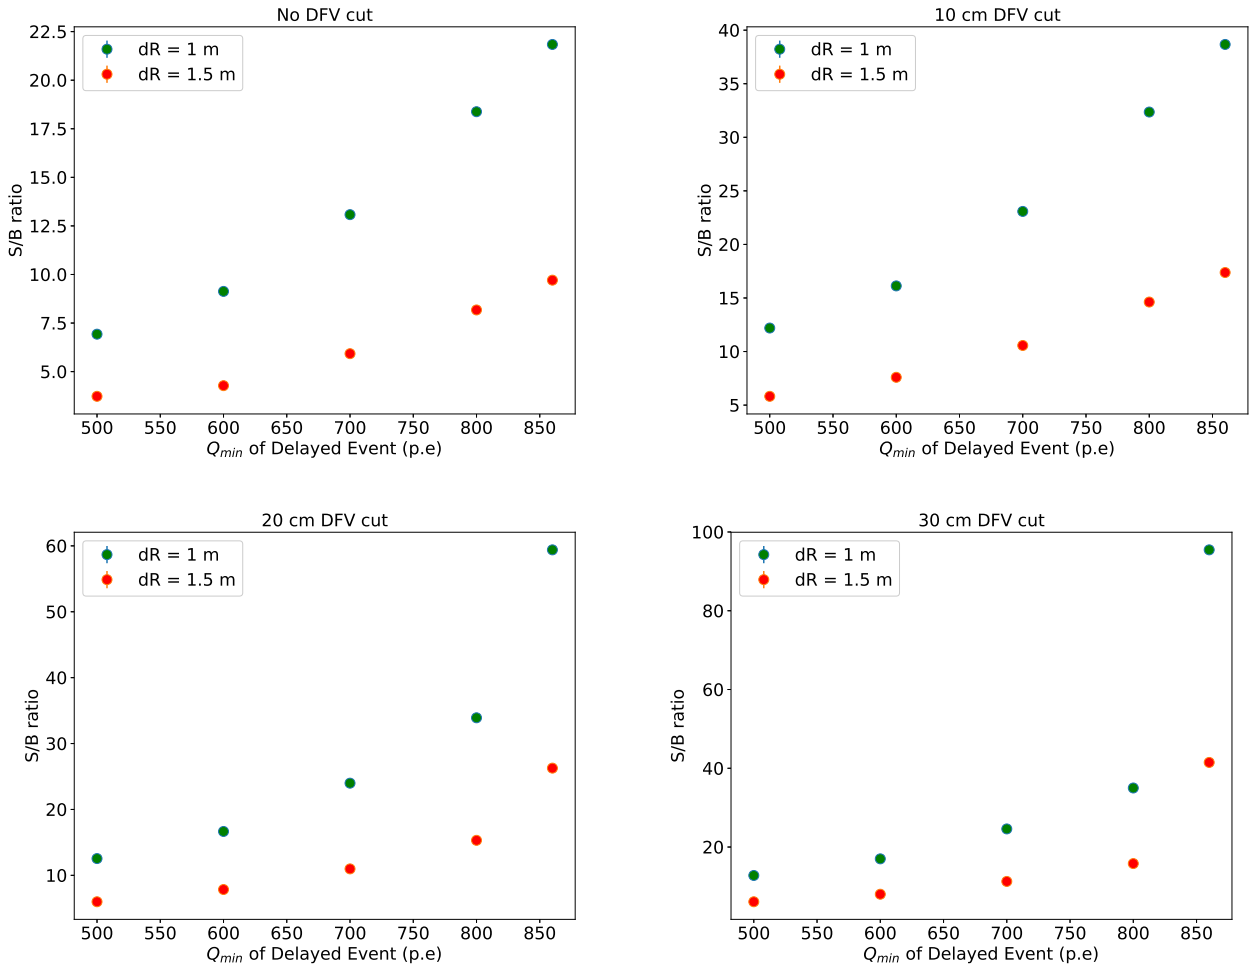 No DFV cut
22.5
20.0
17.5
15.0
12.5
10.0
7.5
5.0
S/B ratio
dR = 1 m
dR = 1.5 m
500 550 600 650 700 750 800 850
Qmin of Delayed Event (p.e)
10 cm DFV cut
40
35
30
25
20
15
10
5
S/B ratio
dR = 1 m
dR = 1.5 m
500 550 600 650 700 750 800 850
Qmin of Delayed Event (p.e)
20 cm DFV cut
60
50
40
30
20
10
S/B ratio
dR = 1 m
dR = 1.5 m
500 550 600 650 700 750 800 850
Qmin of Delayed Event (p.e)
30 cm DFV cut
100
80
60
40
20
S/B ratio
dR = 1 m
dR = 1.5 m
500 550 600 650 700 750 800 850
Qmin of Delayed Event (p.e)